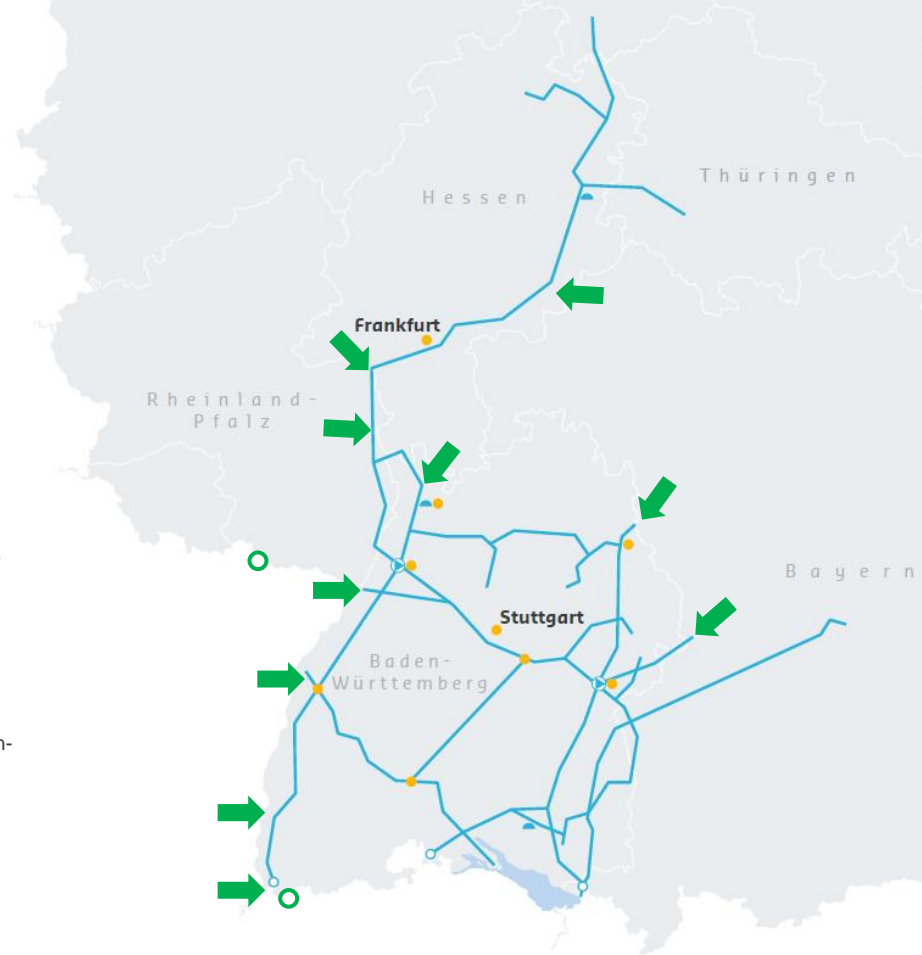 Thüringen
Hessen
Frankfurt
Rheinland-
Pfalz
Bayern
Stuttgart
Baden-
Württemberg
n-